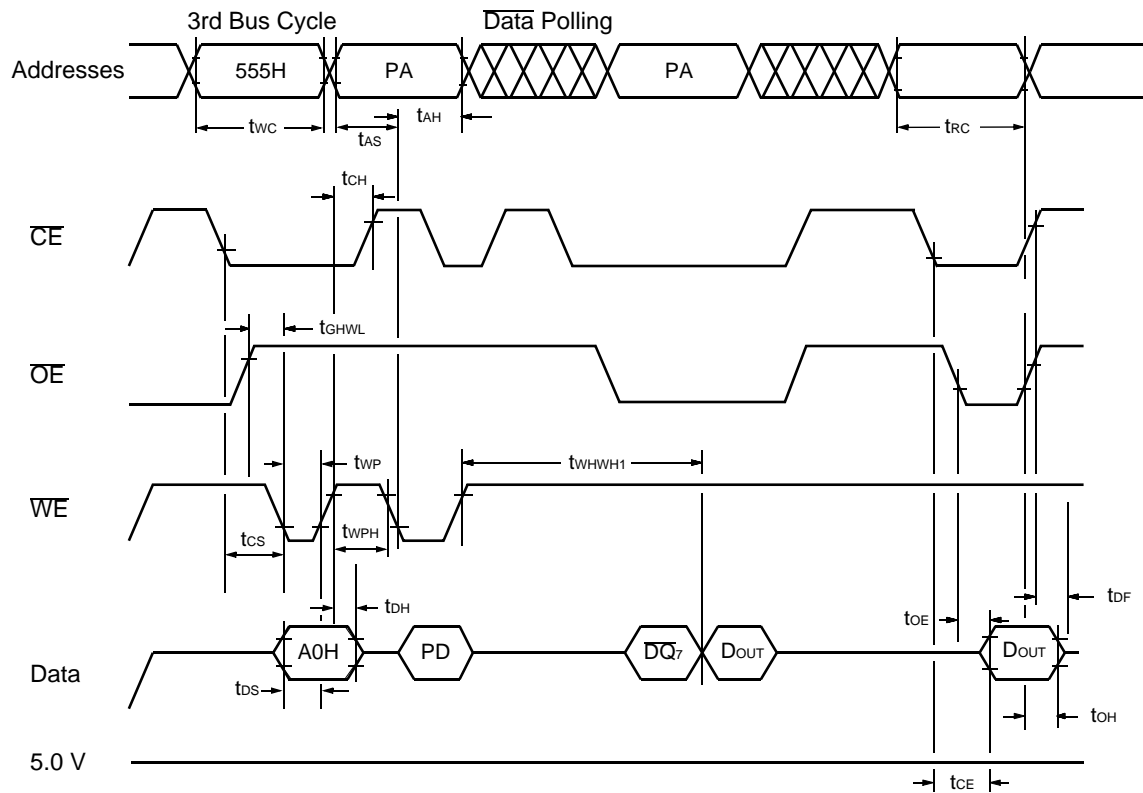 3rd Bus Cycle
Data Polling
Addresses
555H
PA
PA
tWC
tAS
tAH
tRC
tCH
CE
tGHWL
OE
tWP
tWHWH1
WE
tCS
tWPH
tDH
tOE
tDF
Data
A0H
PD
DQ7
DOUT
DOUT
tDS
tOH
5.0 V
tCE